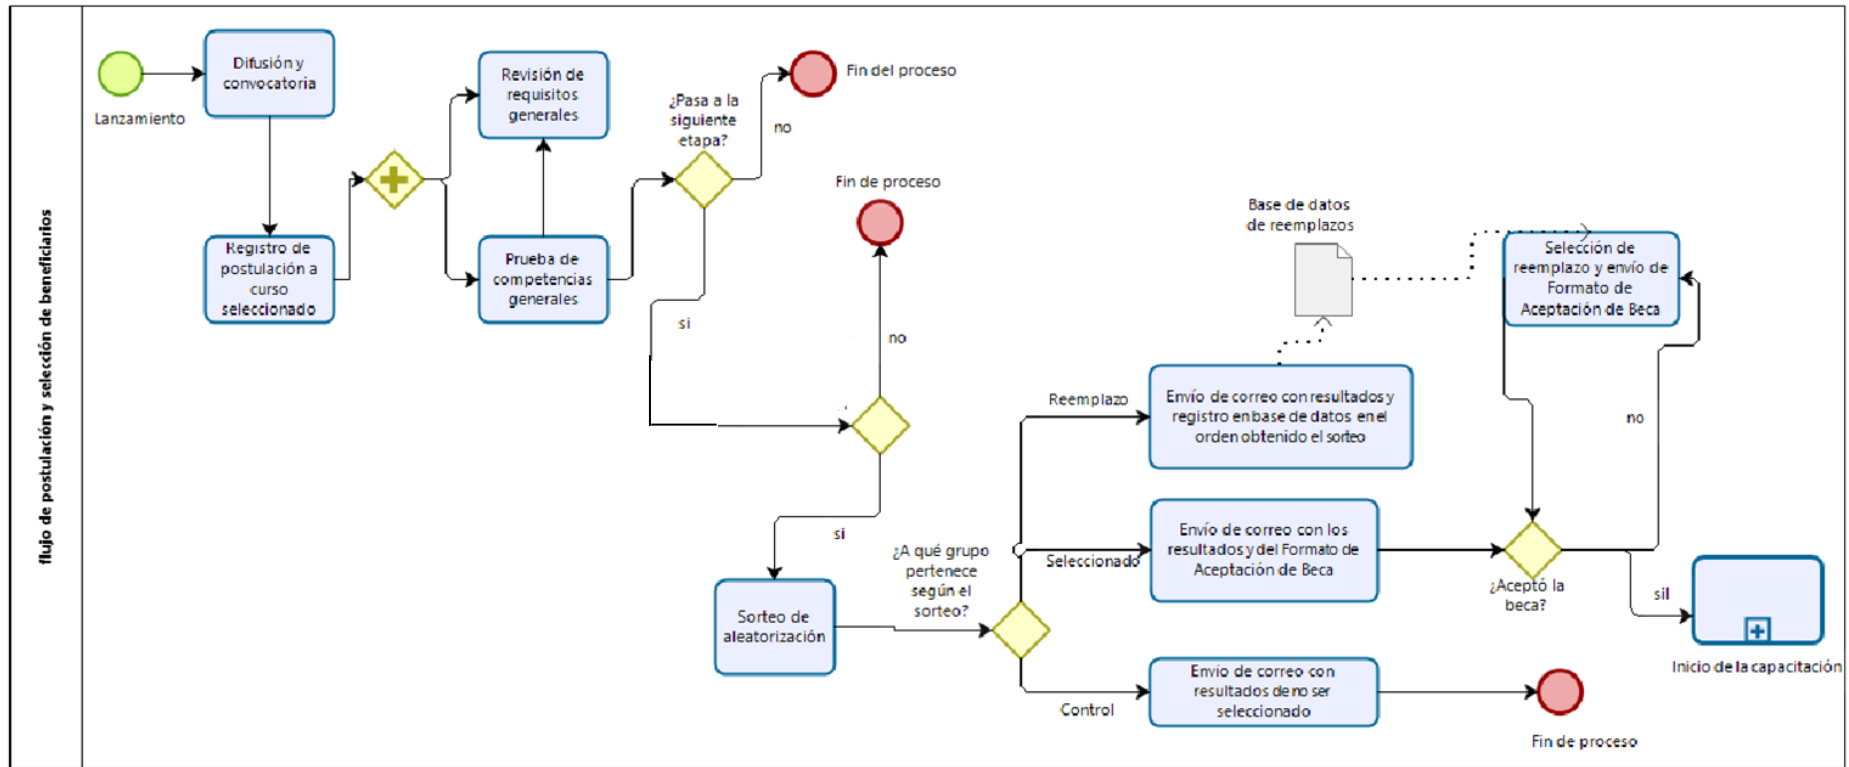 flujo de postulación y selección de beneficiarios
Lanzamiento
Difusión y
convocatoria
Registro de
postulación a
curso
seleccionado
Revisión de
requisitos
generales
Prueba de
competencias
generales
¿Pasa a la
siguiente
etapa?
no
Fin del proceso
si
Fin de proceso
no
si
Sorteo de
aleatorización
¿A qué grupo
pertenece
según el
sorteo?
Reemplazo
Seleccionado
Control
Envío de correo con resultados y
registro en base de datos en el
orden obtenido el sorteo
Base de datos
de reemplazos
Selección de
reemplazo y envío de
Formato de
Aceptación de Beca
Envío de correo con los
resultados y del Formato de
Aceptación de Beca
¿Aceptó la
beca?
no
siI
Inicio de la capacitación
Envío de correo con
resultados de no ser
seleccionado
Fin de proceso